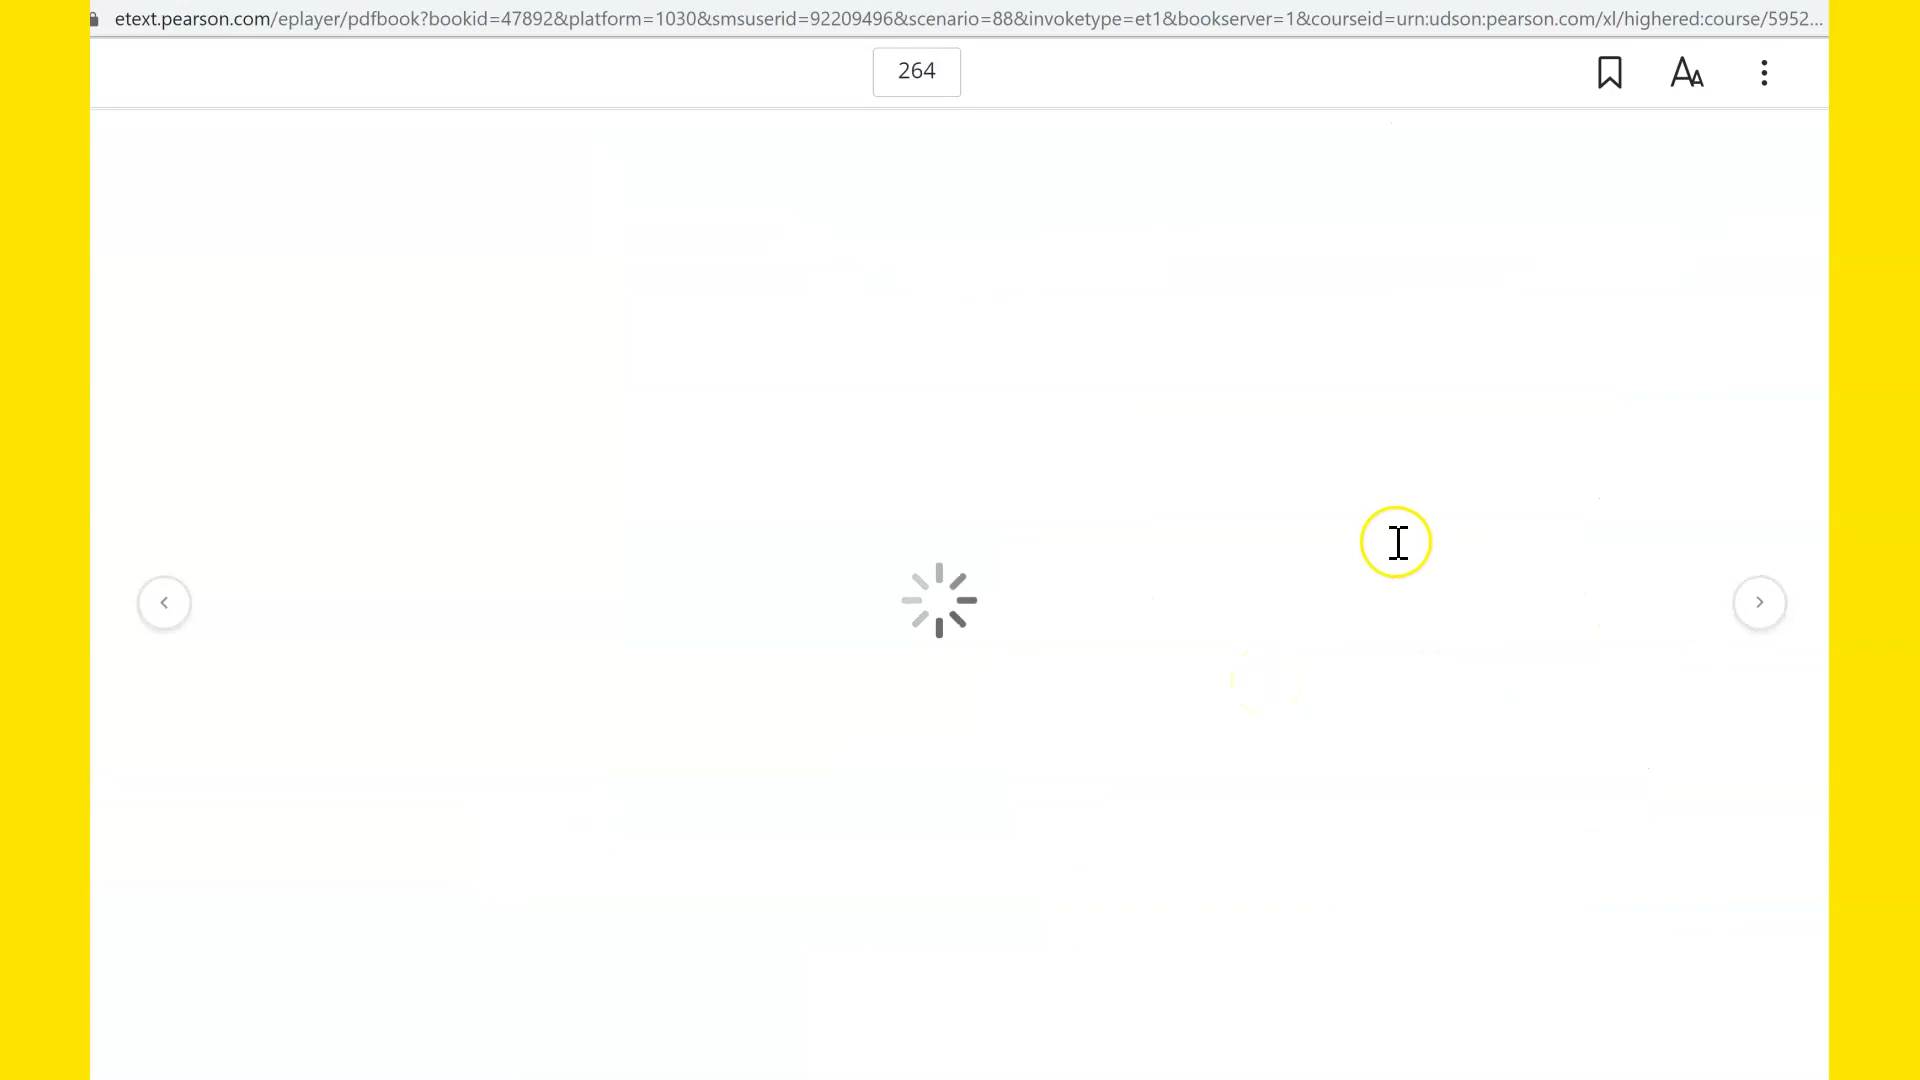 etext.pearson.com/eplayer/pdfbook?bookid=47892&platform=1030&smsuserid=92209496&scenario=88&invoketype=et1&bookserver=1&courseid=urn:udson:pearson.com/xl/highered:course/5952...
264
AA